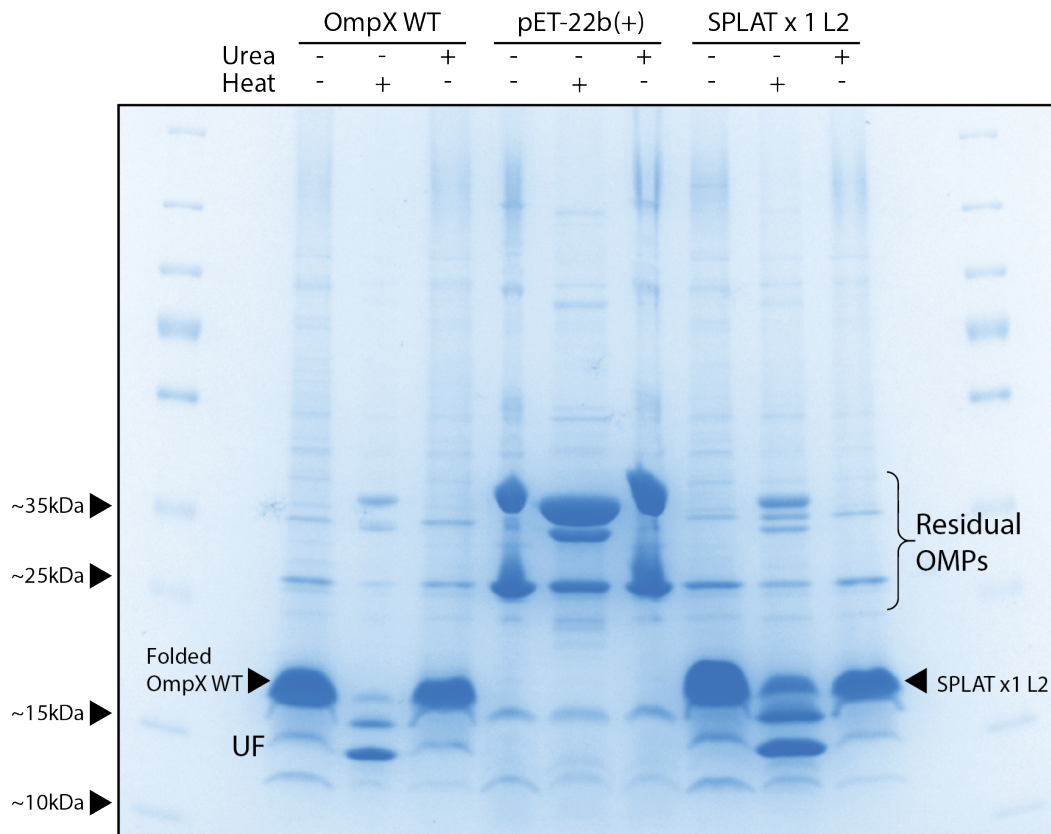 OmpX WT pET-22b(+) SPLAT x 1 L2
Urea - - + - - + - - +
Heat - + - - + - - + -
~35kDa
Residual
OMPs
~25kDa
Folded
OmpX WT
SPLAT x1 L2
~15kDa
UF
~10kDa